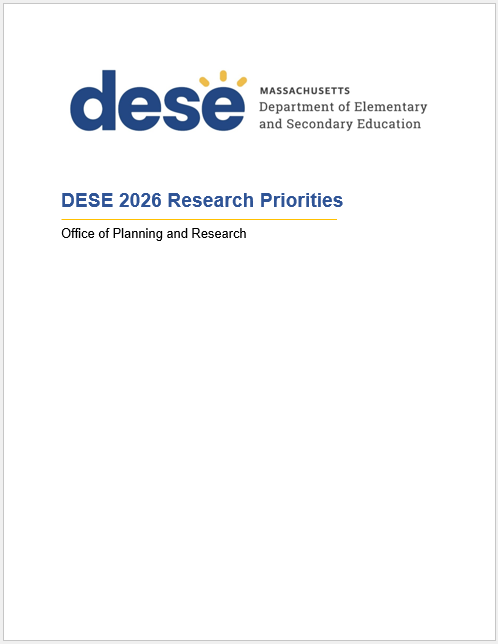 dese
MASSACHUSETTS
Department of Elementary
and Secondary Education
DESE 2026 Research Priorities
Office of Planning and Research